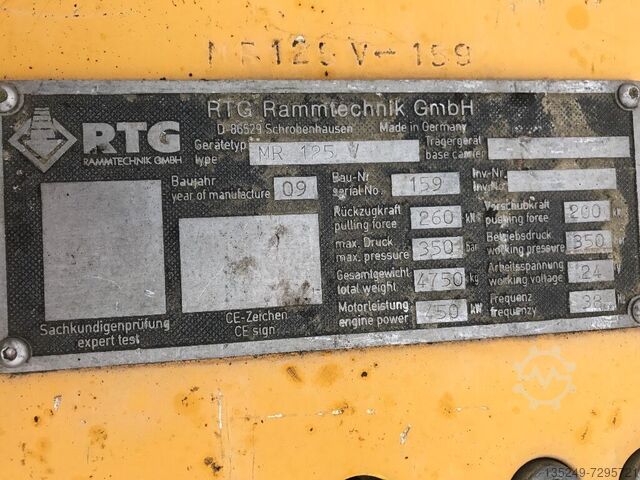 MR125 V-159
RTG
RAMMTECHNIK GMBH
RTG Rammtechnik GmbH
D-86529 Schrobenhausen Made in Germany
Gerätetyp
type MR 125 V
Trägergerät
base carrier
Baujahr
year of manufacture 09
Bau-Nr
serial No. 159
Inv-Nr.
Inv-No.
Rückzugkraft
pulling force 260 kN
Vorschubkraft
pushing force 200 kN
max. Druck
max. pressure 350 bar
Betriebsdruck
working pressure 350
Gesamtgewicht
total weight 4750 kg
Arbeitsspannung
working voltage 24
Motorleistung
engine power 450 kW
Frequenz
frequency 38
Sachkundigenprüfung
expert test
CE-Zeichen
CE sign
135249-7295721